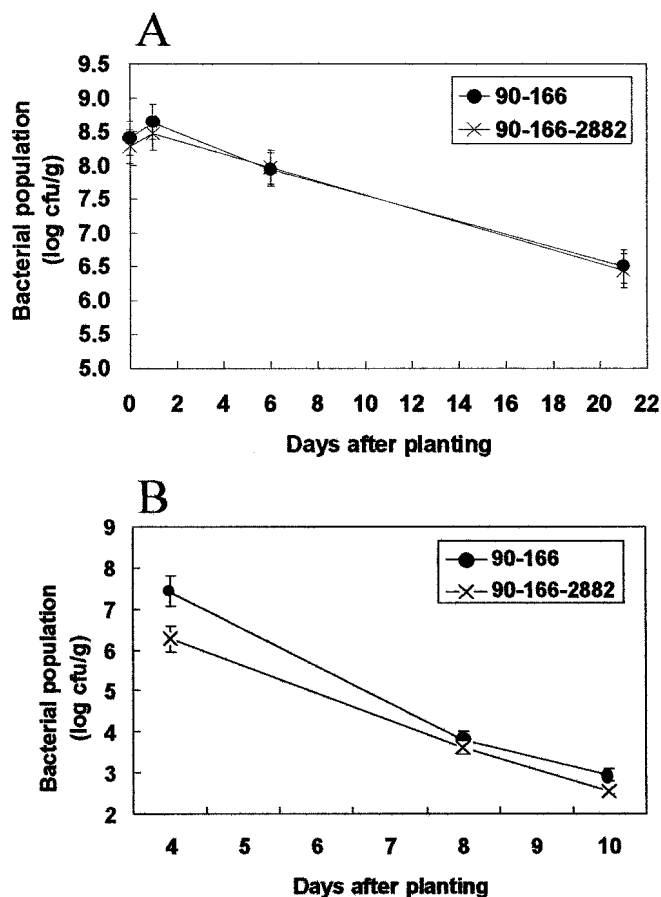 A
9.5
9.0
8.5
8.0
7.5
7.0
6.5
6.0
5.5
5.0
Bacterial population
(log cfu/g)
90-166
90-166-2882
0 2 4 6 8 10 12 14 16 18 20 22
Days after planting
B
9
8
7
6
5
4
3
2
Bacterial population
(log cfu/g)
90-166
90-166-2882
4 5 6 7 8 9 10
Days after planting